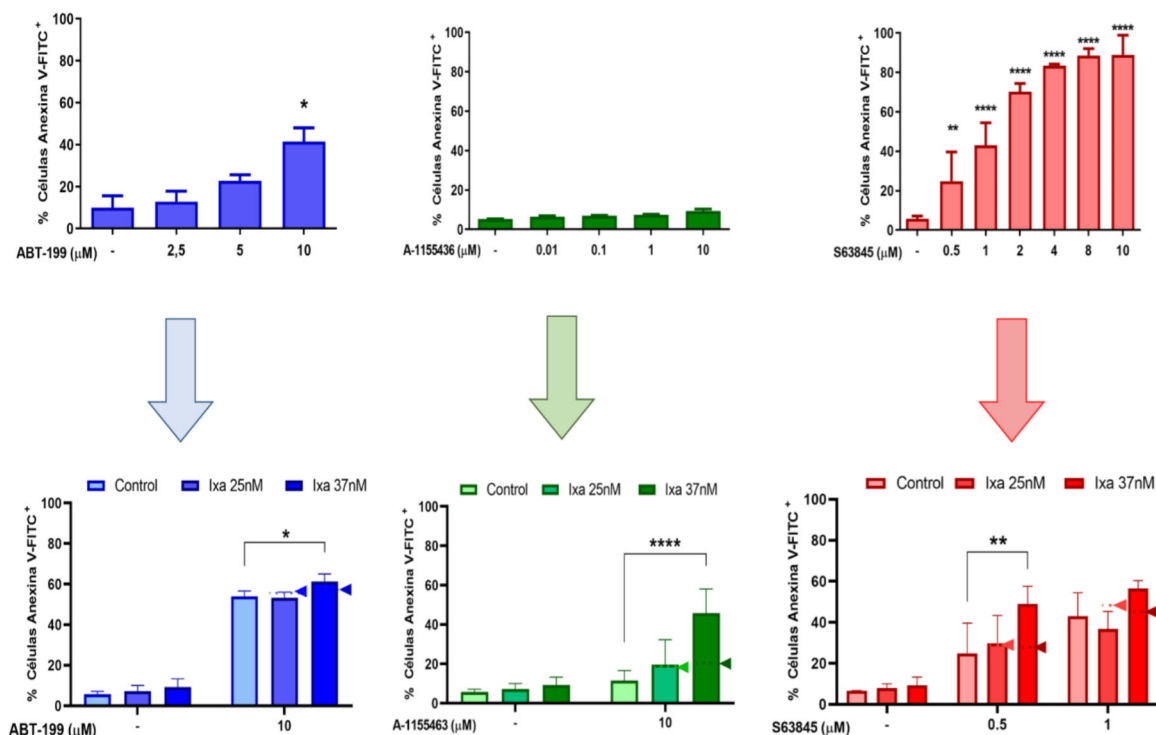 % Células Anexina V-FITC +
100
80
60
40
20
0
*
ABT-199 (μM) - 2,5 5 10
% Células Anexina V-FITC +
100
80
60
40
20
0
A-1155436 (μM) - 0.01 0.1 1 10
% Células Anexina V-FITC +
100
80
60
40
20
0
** **** **** **** **** ****
S63845 (μM) - 0.5 1 2 4 8 10
Control Ixa 25nM Ixa 37nM
% Células Anexina V-FITC +
100
80
60
40
20
0
*
ABT-199 (μM) - 10
Control Ixa 25nM Ixa 37nM
% Células Anexina V-FITC +
100
80
60
40
20
0
****
A-1155463 (μM) - 10
Control Ixa 25nM Ixa 37nM
% Células Anexina V-FITC +
100
80
60
40
20
0
**
S63845 (μM) - 0.5 1